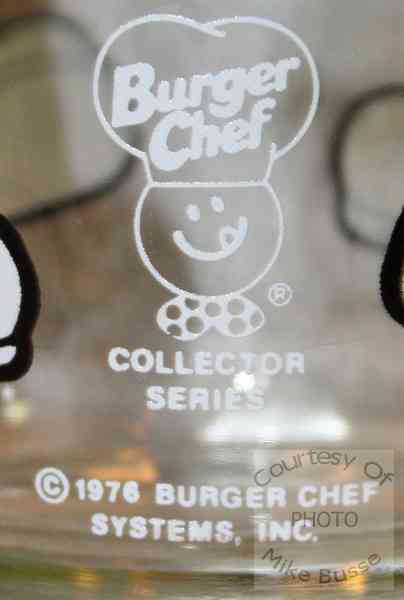 Burger
Chef
®
COLLECTOR
SERIES
© 1976 BURGER CHEF
SYSTEMS, INC.
Courtesy Of
PHOTO
Mike Busse